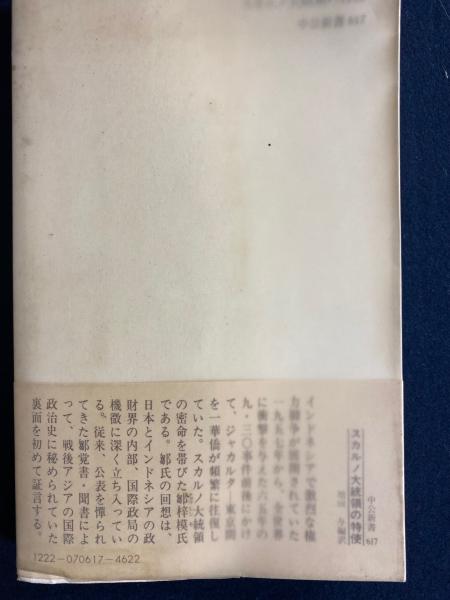 中公新書 617
スカルノ大統領の特使
増田 与編訳
インドネシアで激烈な権
力闘争が展開されていた
一九五七年から、全世界
に衝撃を与えた六五年の
九・三〇事件前後にかけ
て、ジャカルタ―東京間
を一華僑が頻繁に往復し
ていた。スカルノ大統領
の密命を帯びた鄒梓模氏
である。鄒氏の回想は、
日本とインドネシアの政
財界の内部、国際政局の
機微に深く立ち入ってい
る。従来、公表を憚られ
てきた鄒覚書・聞書によ
って、戦後アジアの国際
政治史に秘められていた
裏面を初めて証言する。
1222-070617-4622